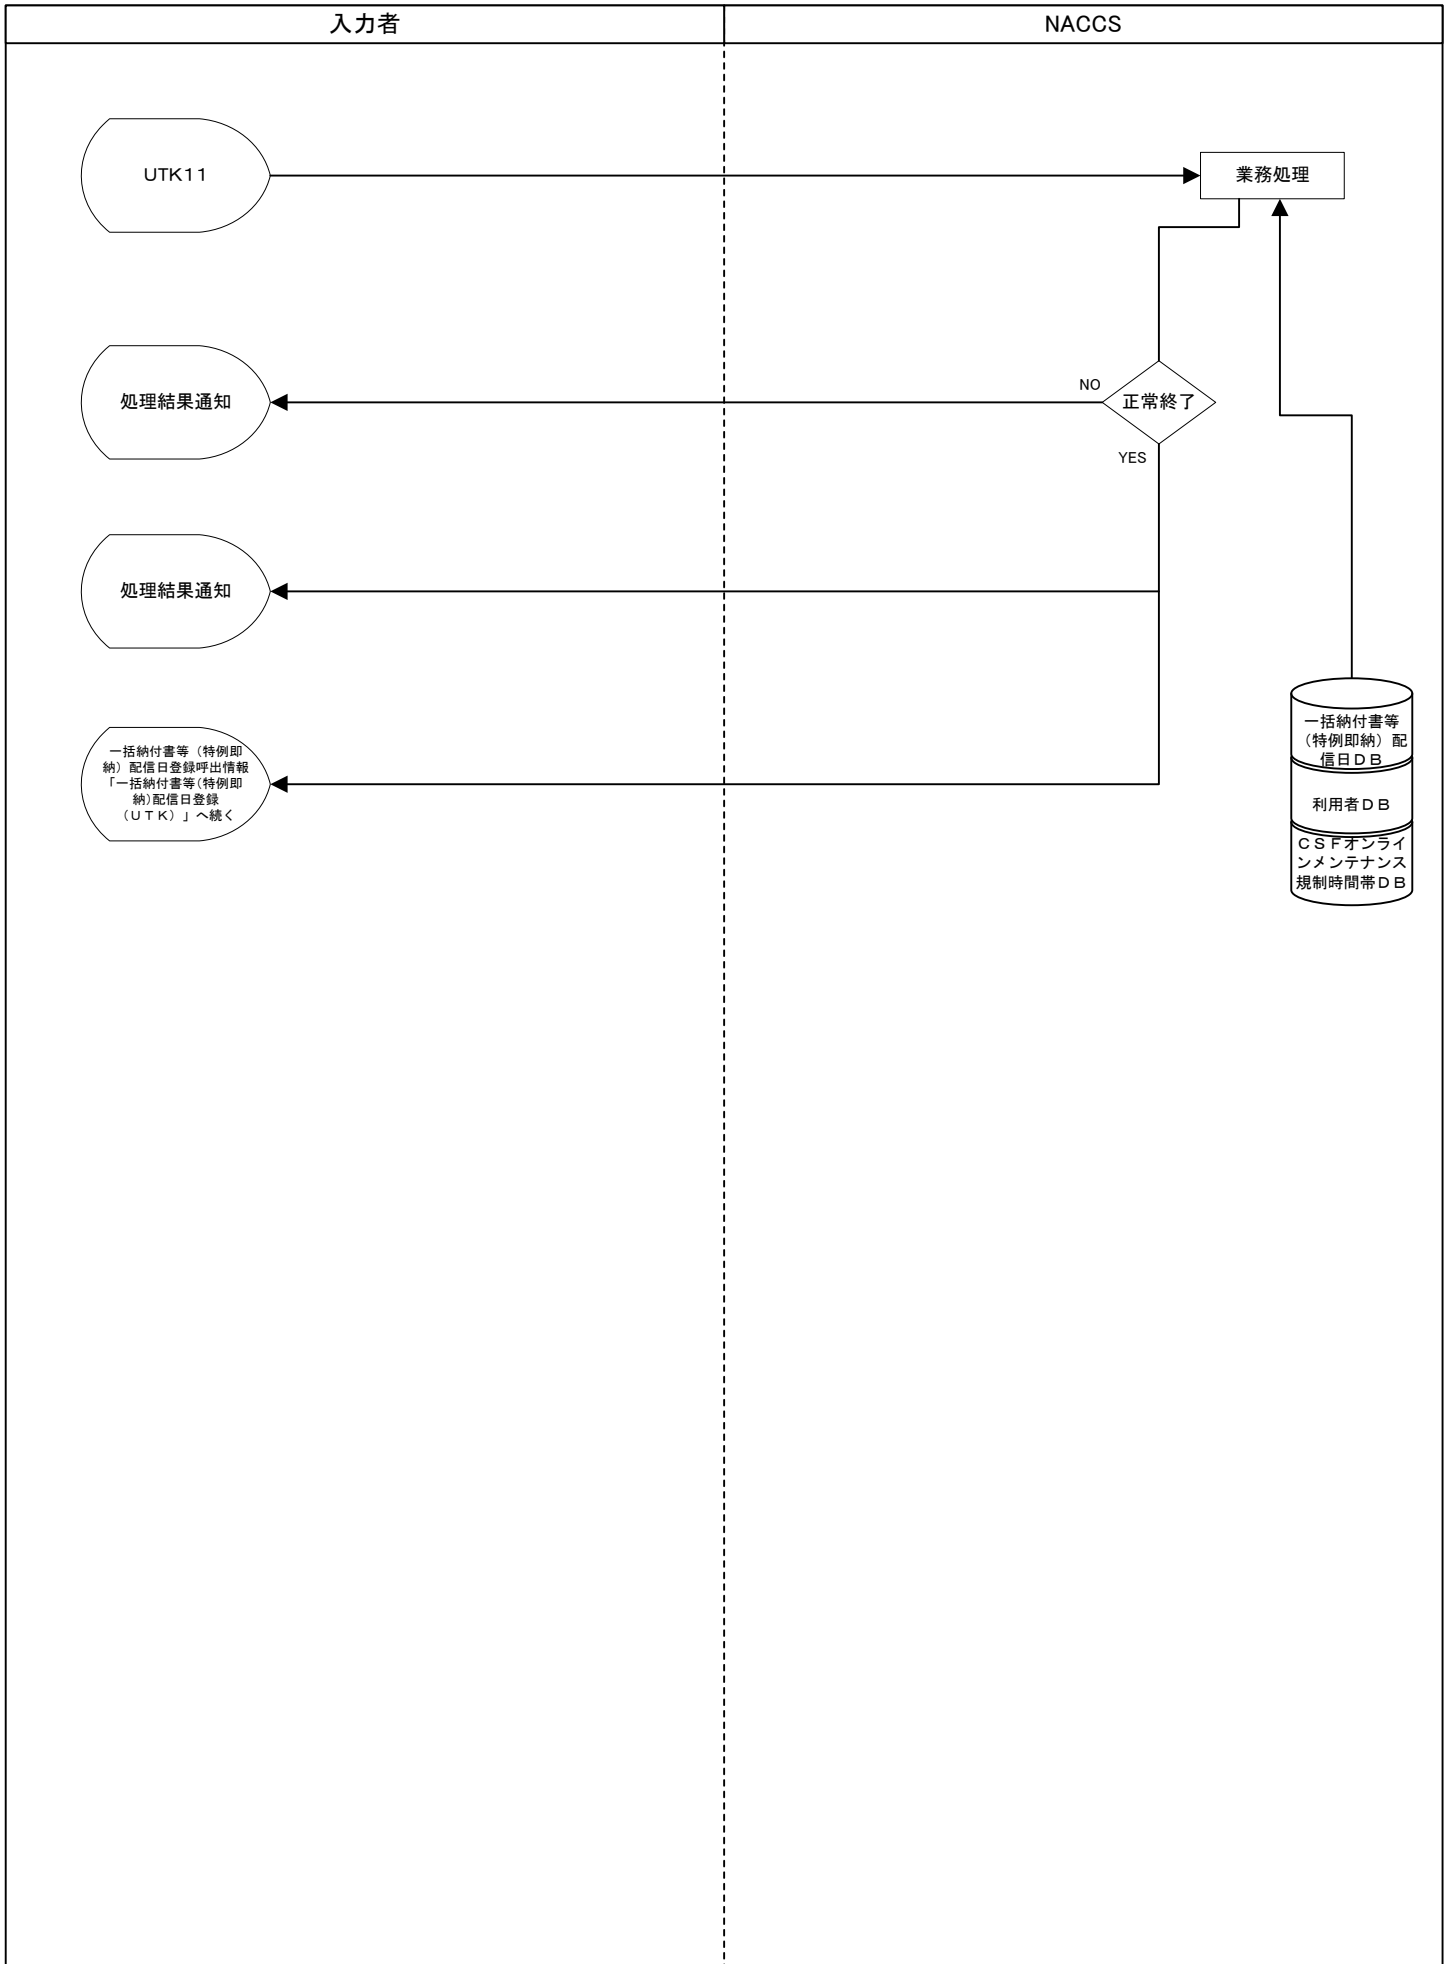 入力者
NACCS
UTK11
業務処理
処理結果通知
NO
正常終了
YES
処理結果通知
一括納付書等（特例即
納）配信日登録呼出情報
「一括納付書等（特例即
納）配信日登録
（ＵＴＫ）」へ続く
一括納付書等
（特例即納）配
信日ＤＢ
利用者ＤＢ
ＣＳＦオンライ
ンメンテナンス
規制時間帯ＤＢ